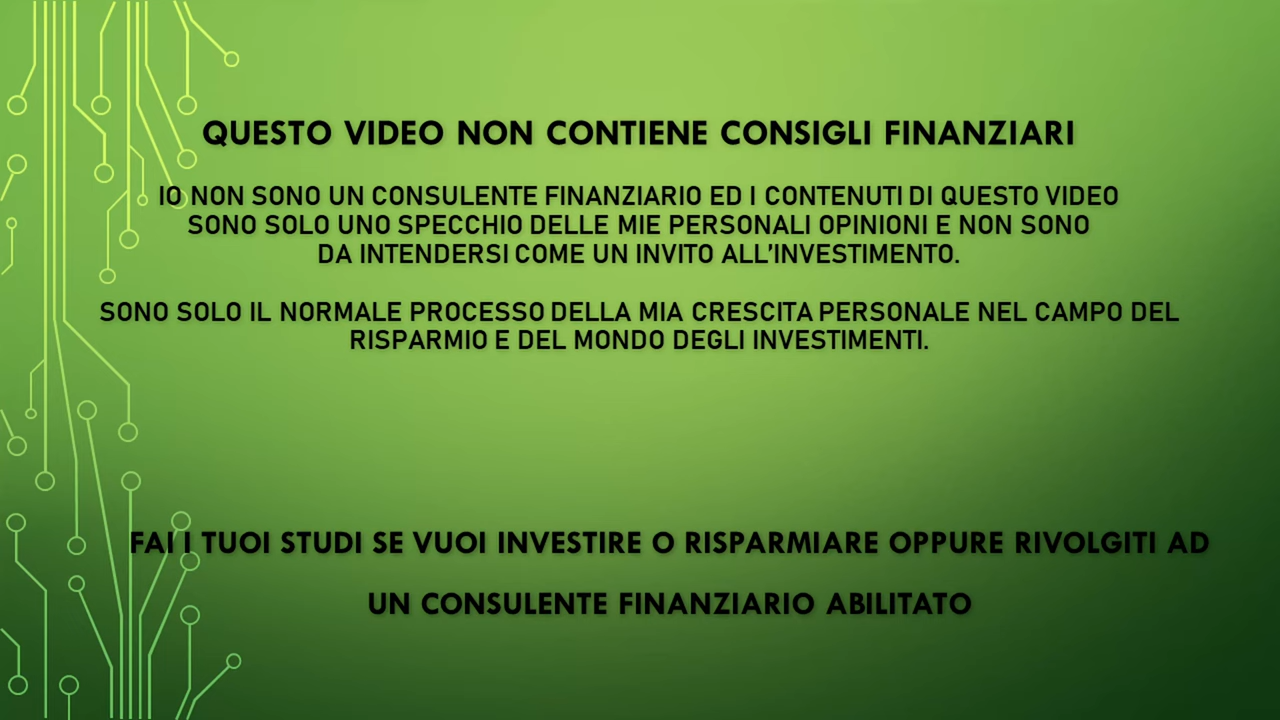 QUESTO VIDEO NON CONTIENE CONSIGLI FINANZIARI
IO NON SONO UN CONSULENTE FINANZIARIO ED I CONTENUTI DI QUESTO VIDEO
SONO SOLO UNO SPECCHIO DELLE MIE PERSONALI OPINIONI E NON SONO
DA INTENDERSI COME UN INVITO ALL'INVESTIMENTO.
SONO SOLO IL NORMALE PROCESSO DELLA MIA CRESCITA PERSONALE NEL CAMPO DEL
RISPARMIO E DEL MONDO DEGLI INVESTIMENTI.
FAI I TUOI STUDI SE VUOI INVESTIRE O RISPARMIARE OPPURE RIVOLGITI AD
UN CONSULENTE FINANZIARIO ABILITATO